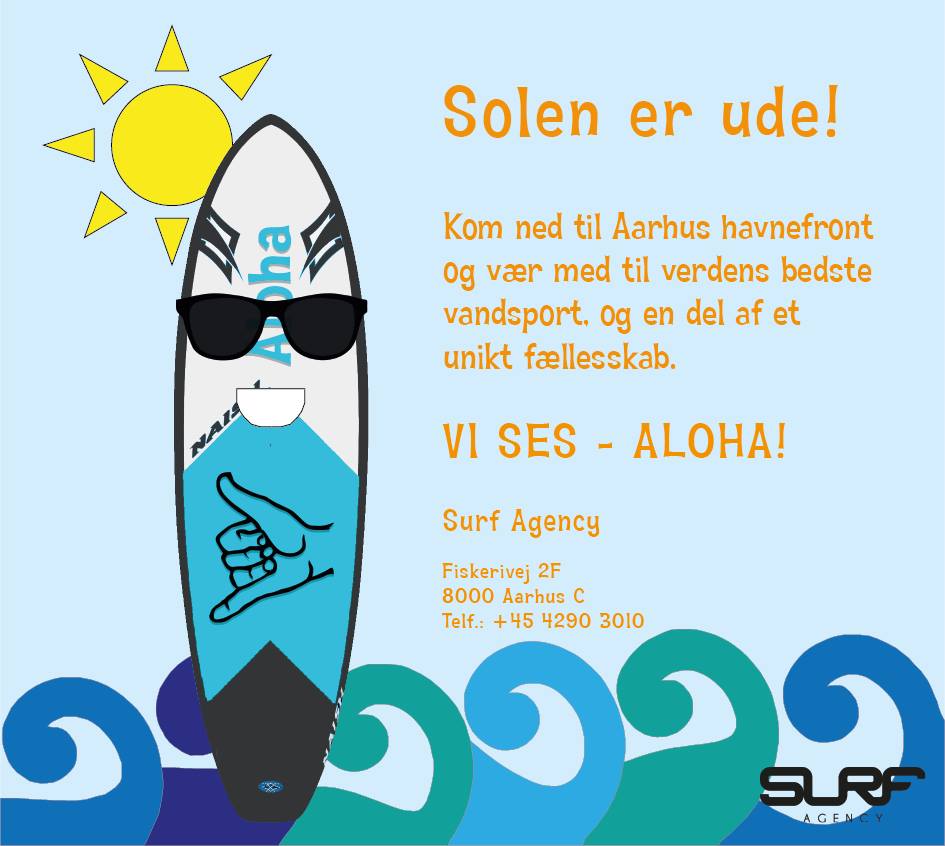 Solen er ude!
Kom ned til Aarhus havnefront
og vær med til verdens bedste
vandsport, og en del af et
unikt fællesskab.
VI SES - ALOHA!
Surf Agency
Fiskerivej 2F
8000 Aarhus C
Telf.: +45 4290 3010
Aloha
SURF
AGENCY